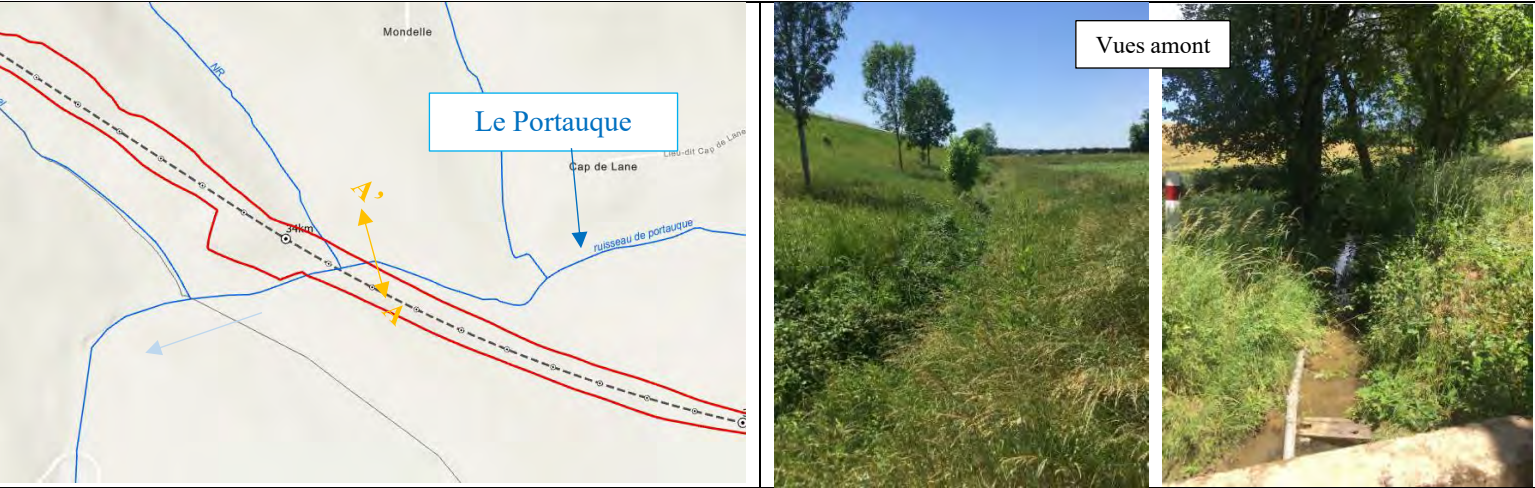 Mondelle
NR
Le Portauque
Lieu-dit Cap de Lane
Cap de Lane
A'
34km
ruisseau de portauque
A
Vues amont